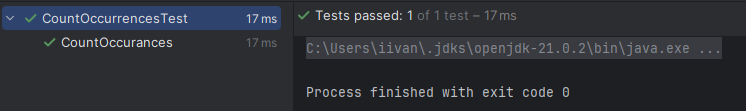 CountOccurrencesTest 17 ms
CountOccurances 17 ms
Tests passed: 1 of 1 test – 17 ms
C:\Users\iivan\.jdks\openjdk-21.0.2\bin\java.exe ...
Process finished with exit code 0